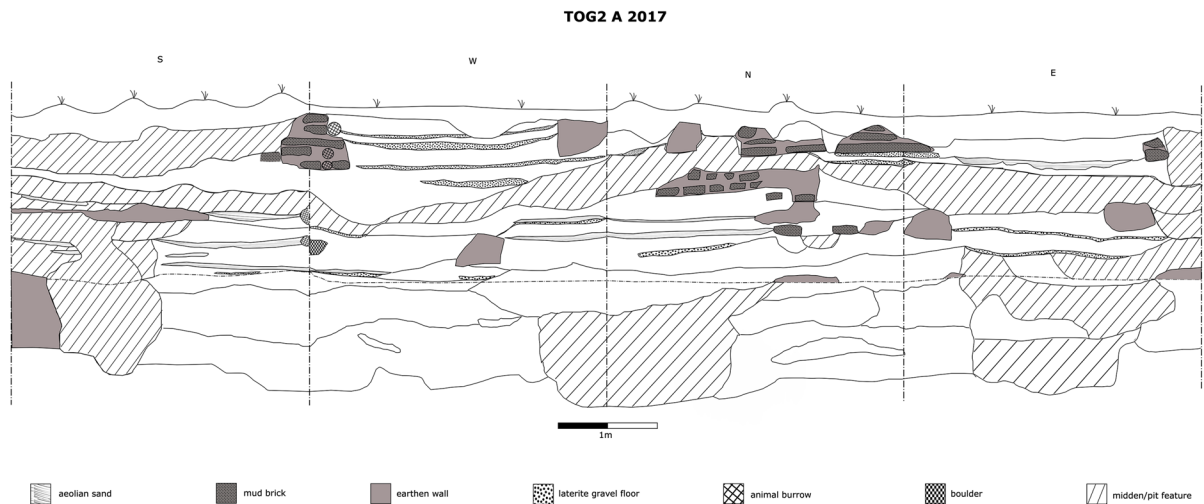 TOG2 A 2017
S
W
N
E
1m
aeolian sand
mud brick
earthen wall
laterite gravel floor
animal burrow
boulder
midden/pit feature